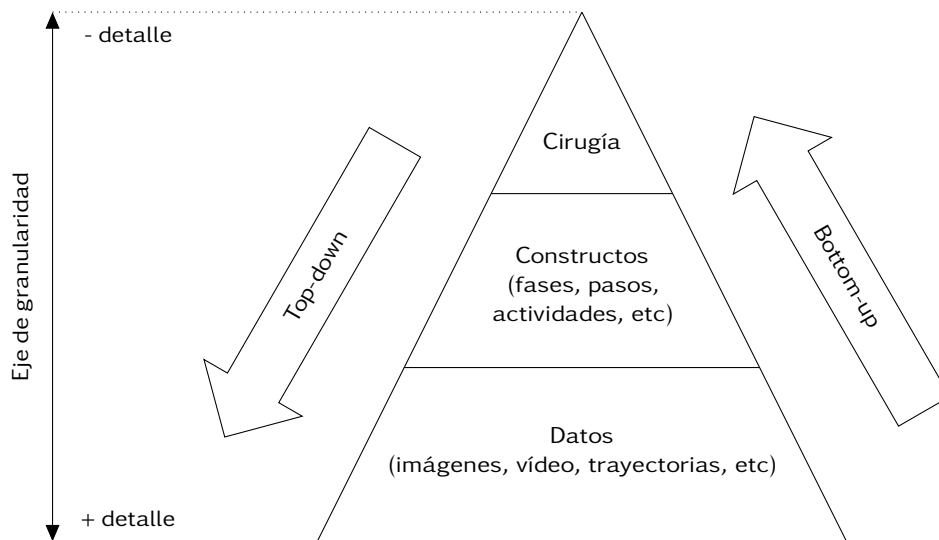 - detalle
Cirugía
Eje de granularidad
Top-down
Bottom-up
Constructos
(fases, pasos,
actividades, etc)
Datos
(imágenes, vídeo, trayectorias, etc)
+ detalle